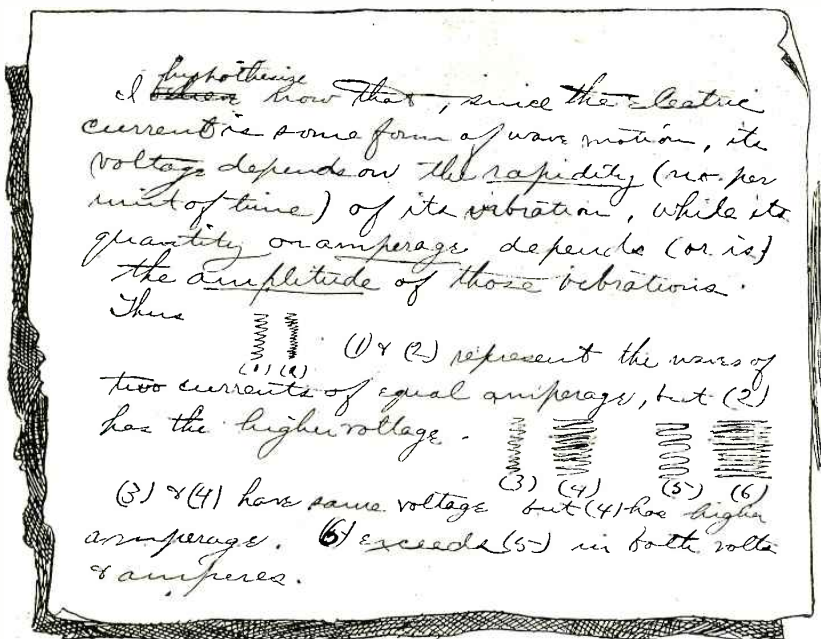 hypothesize
I now that, since the electric
current is some form of wave motion, its
voltage depends on the rapidity (no. per
unit of time) of its vibration, while its
quantity or amperage depends (or is)
the amplitude of those vibrations.
Thus
(1) & (2) represent the waves of
(1) (2)
two currents of equal amperage, but (2)
has the higher voltage.
(3) (4) (5) (6)
(3) & (4) have same voltage but (4) has higher
amperage. (6) exceeds (5) in both volts
& amperes.